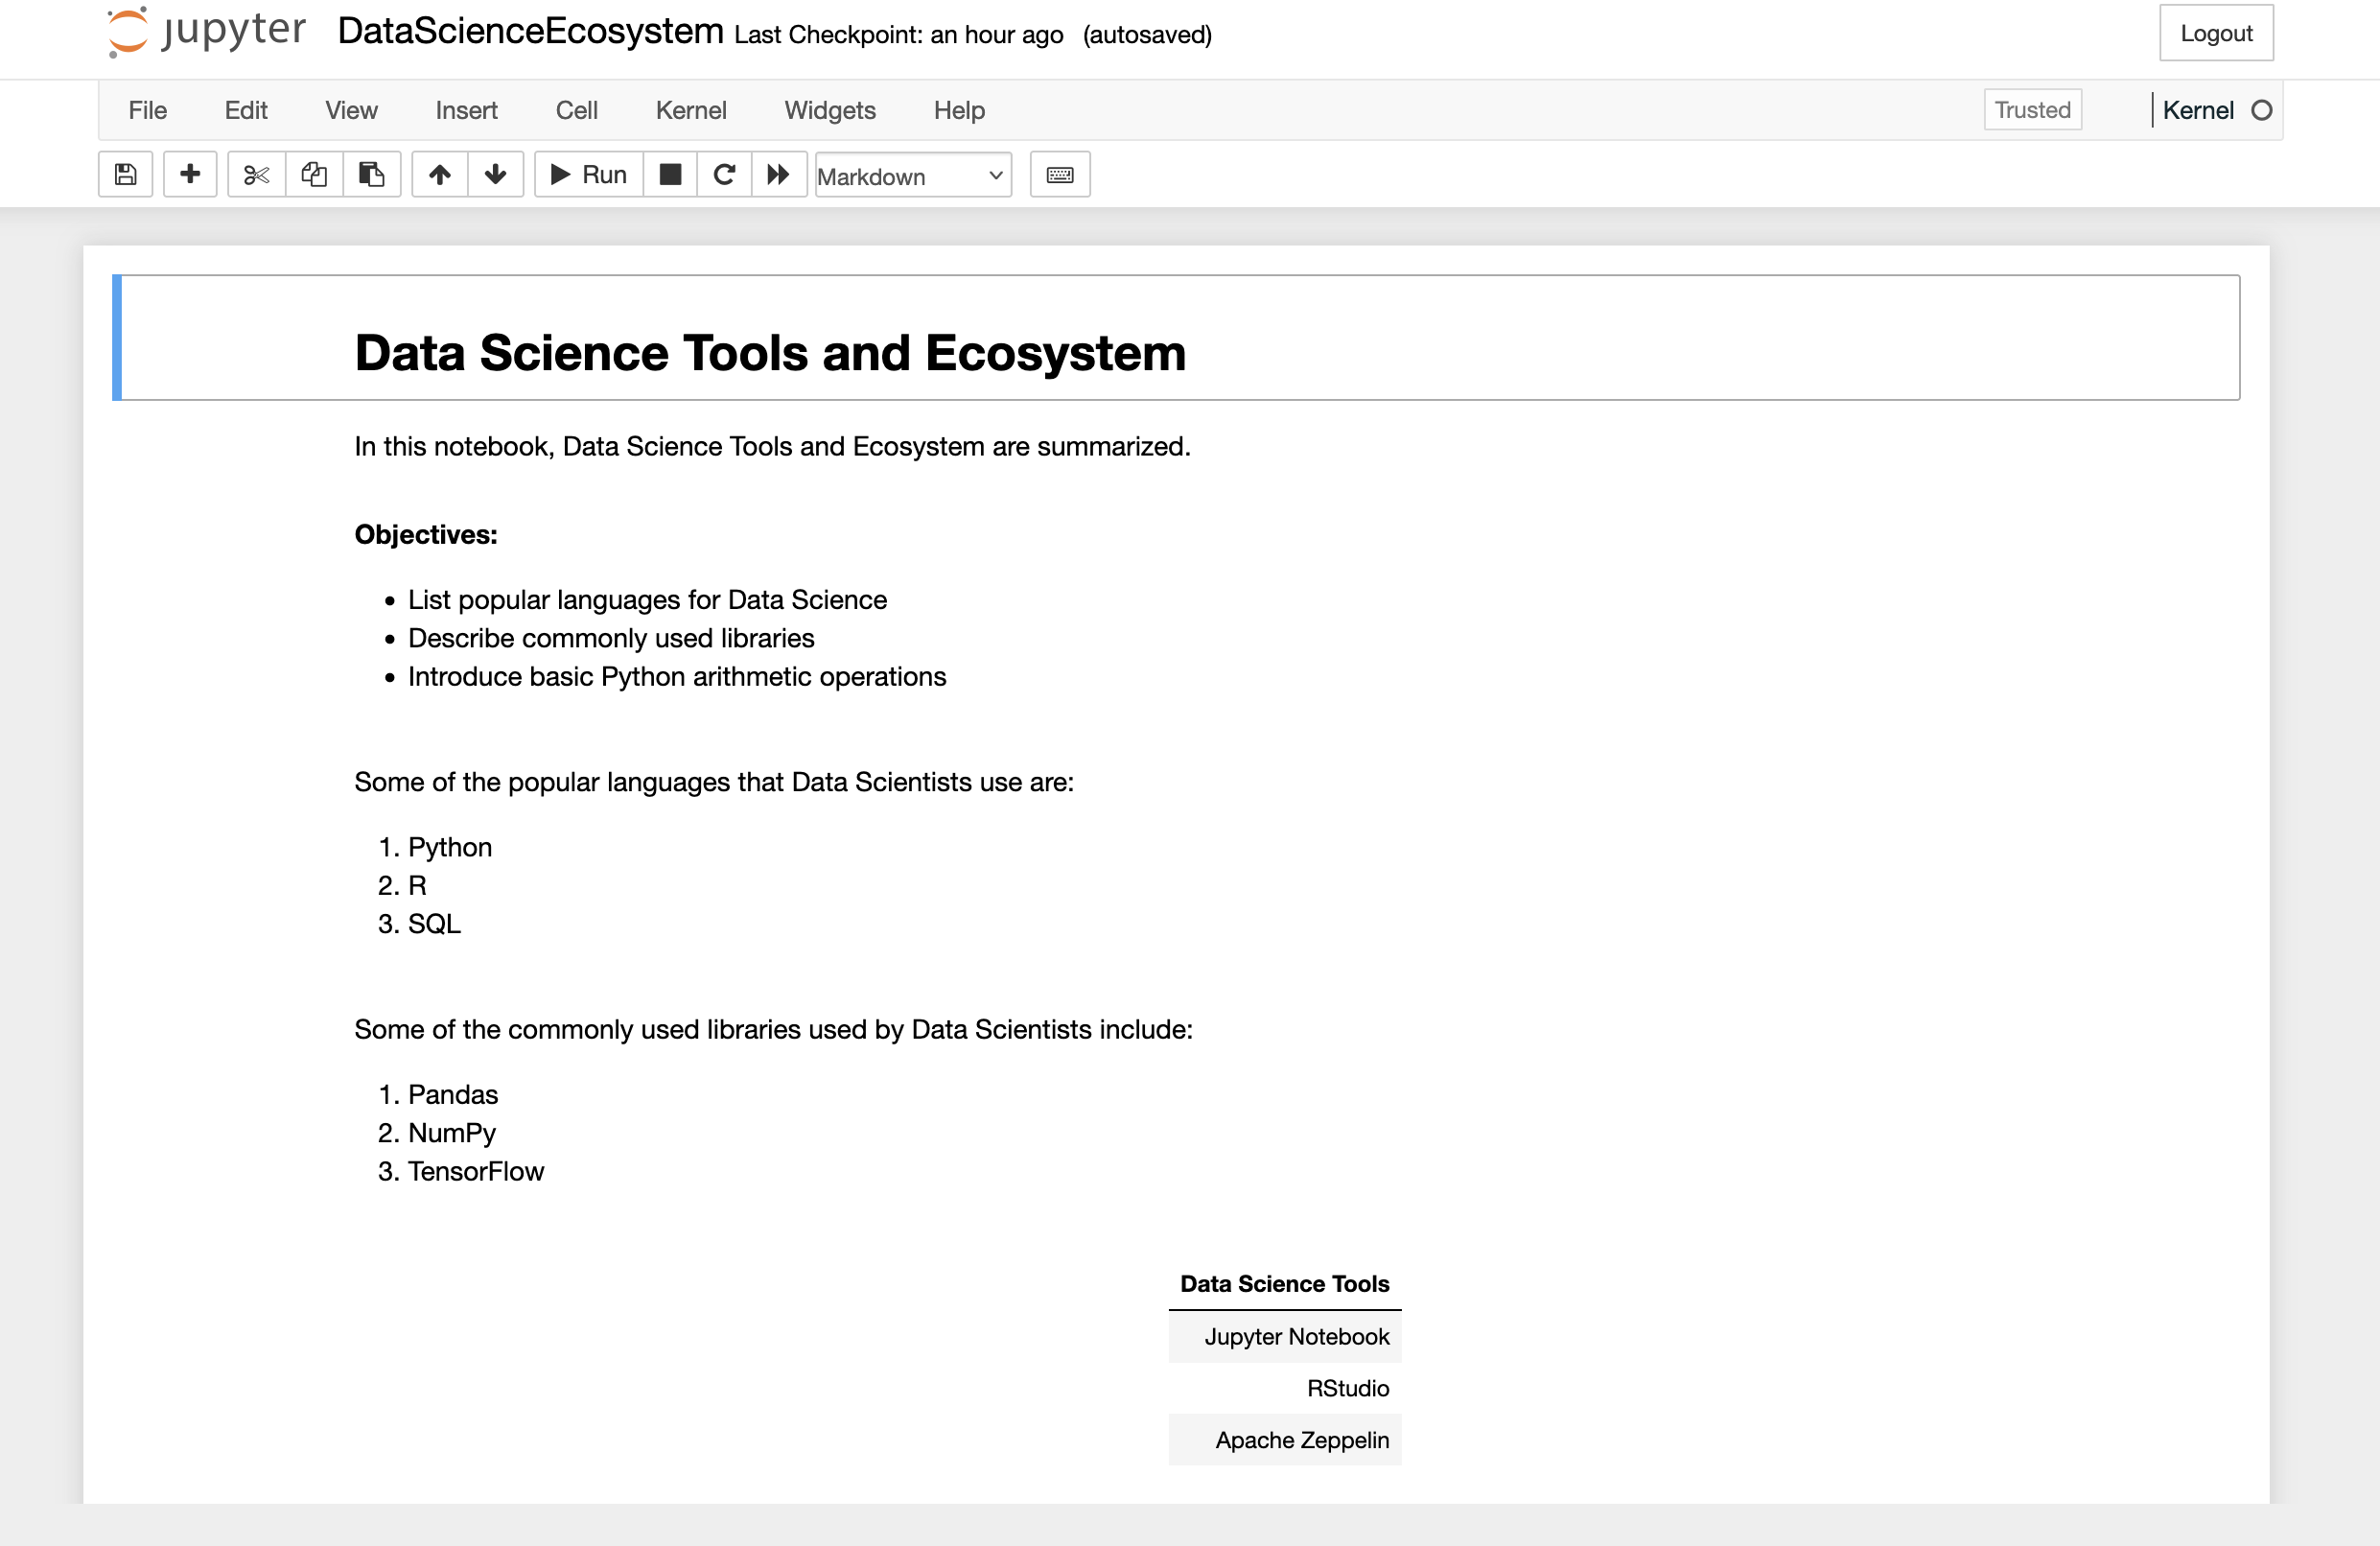 jupyter DataScienceEcosystem Last Checkpoint: an hour ago (autosaved) Logout
File Edit View Insert Cell Kernel Widgets Help Trusted Kernel
Run Markdown
Data Science Tools and Ecosystem
In this notebook, Data Science Tools and Ecosystem are summarized.
Objectives:
• List popular languages for Data Science
• Describe commonly used libraries
• Introduce basic Python arithmetic operations
Some of the popular languages that Data Scientists use are:
1. Python
2. R
3. SQL
Some of the commonly used libraries used by Data Scientists include:
1. Pandas
2. NumPy
3. TensorFlow
Data Science Tools
Jupyter Notebook
RStudio
Apache Zeppelin